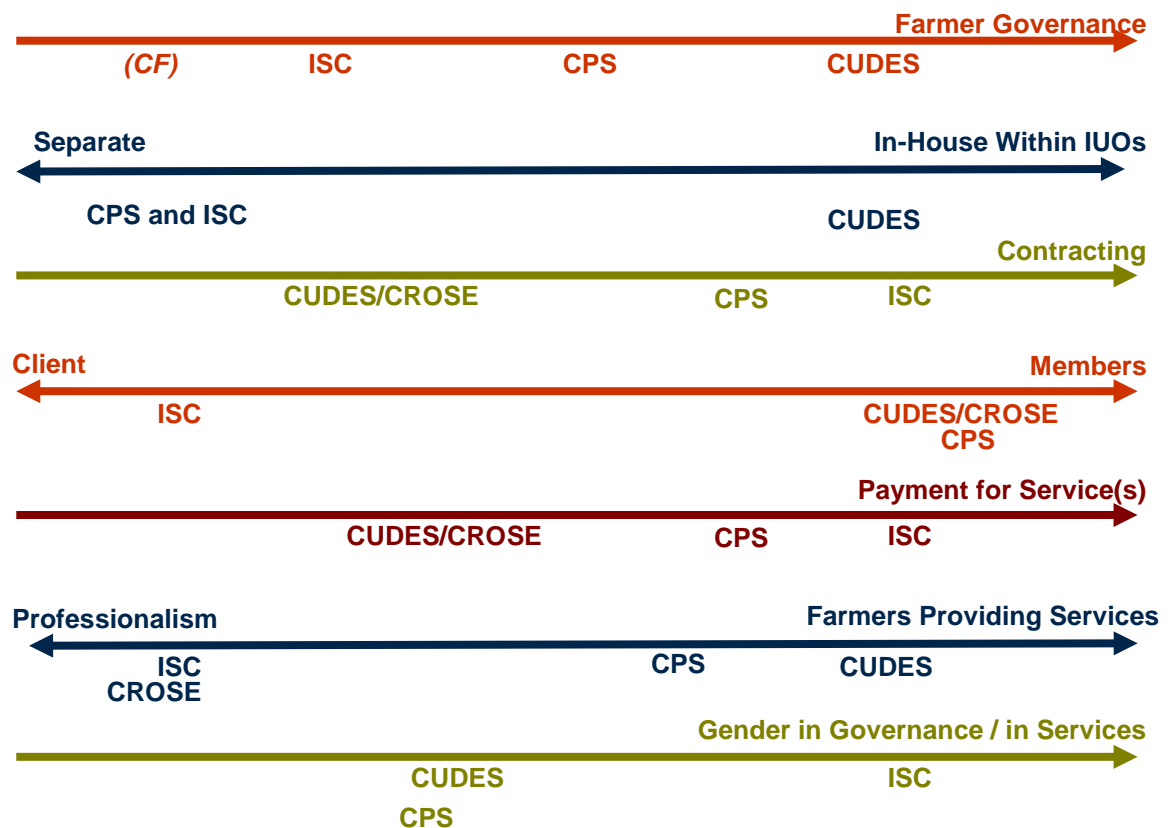 Farmer Governance
(CF) ISC CPS CUDES
Separate In-House Within IUOs
CPS and ISC CUDES
Contracting
CUDES/CROSE CPS ISC
Client Members
ISC CUDES/CROSE
CPS
Payment for Service(s)
CUDES/CROSE CPS ISC
Professionalism Farmers Providing Services
ISC CPS CUDES
CROSE
Gender in Governance / in Services
CUDES ISC
CPS